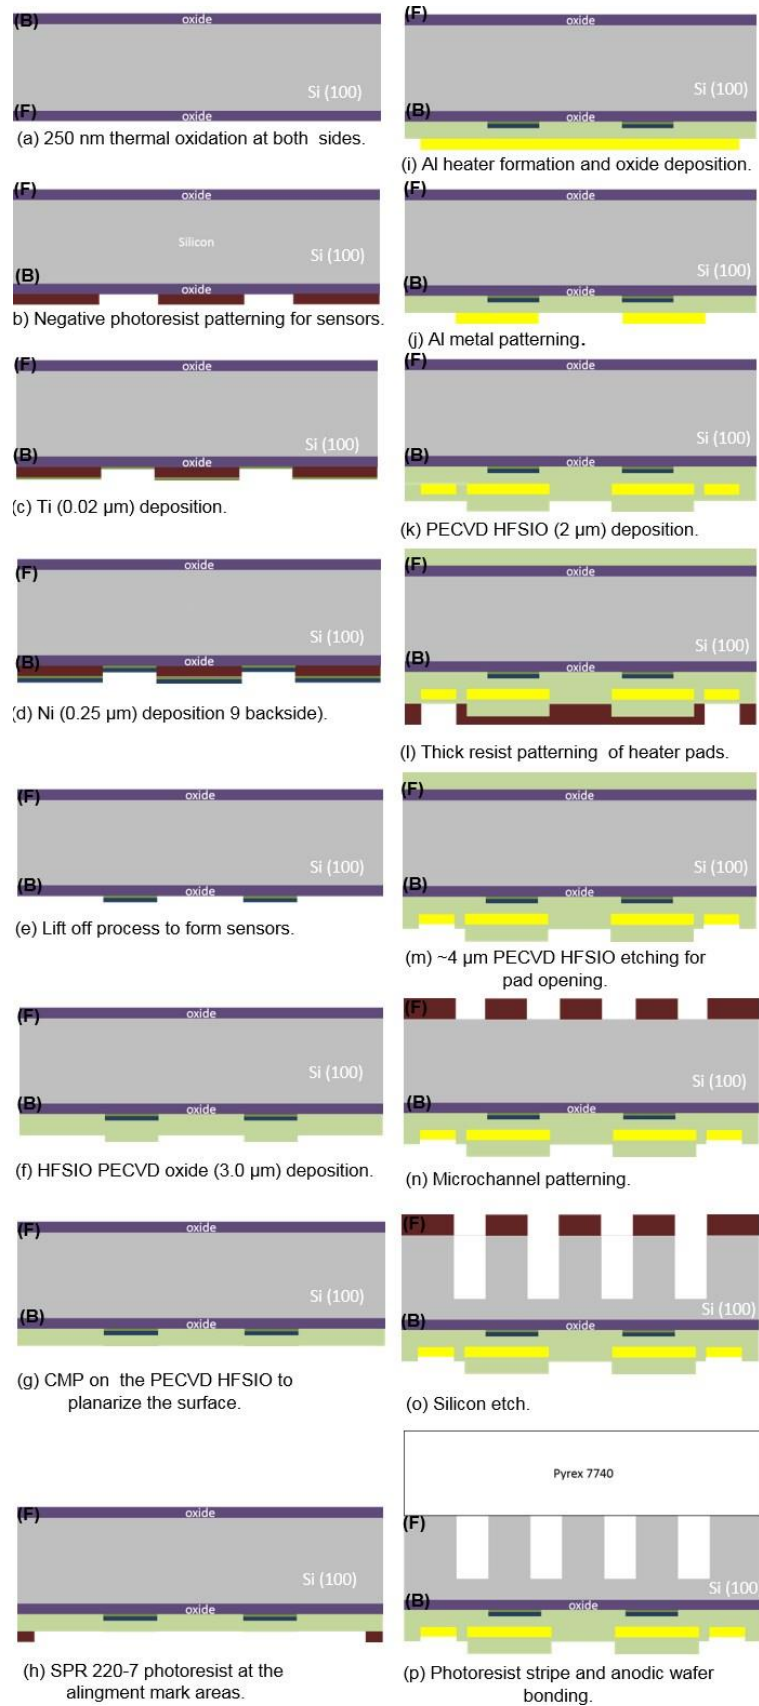 (B) oxide
Si (100)
(F) oxide
(a) 250 nm thermal oxidation at both sides.
(F) oxide
Silicon
Si (100)
(B) oxide
b) Negative photoresist patterning for sensors.
(F) oxide
Si (100)
(B) oxide
(c) Ti (0.02 µm) deposition.
(F) oxide
Si (100)
(B) oxide
(d) Ni (0.25 µm) deposition 9 backside).
(F) oxide
Si (100)
(B) oxide
(e) Lift off process to form sensors.
(F) oxide
Si (100)
(B) oxide
(f) HFSIO PECVD oxide (3.0 µm) deposition.
(F) oxide
Si (100)
(B) oxide
(g) CMP on the PECVD HFSIO to
planarize the surface.
(F) oxide
Si (100)
(B) oxide
(h) SPR 220-7 photoresist at the
alingment mark areas.
(F) oxide
Si (100)
(B) oxide
(i) Al heater formation and oxide deposition.
(F) oxide
Si (100)
(B) oxide
(j) Al metal patterning.
(F) oxide
Si (100)
(B) oxide
(k) PECVD HFSIO (2 µm) deposition.
(F) oxide
Si (100)
(B) oxide
(l) Thick resist patterning of heater pads.
(F) oxide
Si (100)
(B) oxide
(m) ~4 µm PECVD HFSIO etching for
pad opening.
(F)
Si (100)
(B) oxide
(n) Microchannel patterning.
(F)
Si (100)
(B) oxide
(o) Silicon etch.
Pyrex 7740
(F)
Si (100
(B) oxide
(p) Photoresist stripe and anodic wafer
bonding.